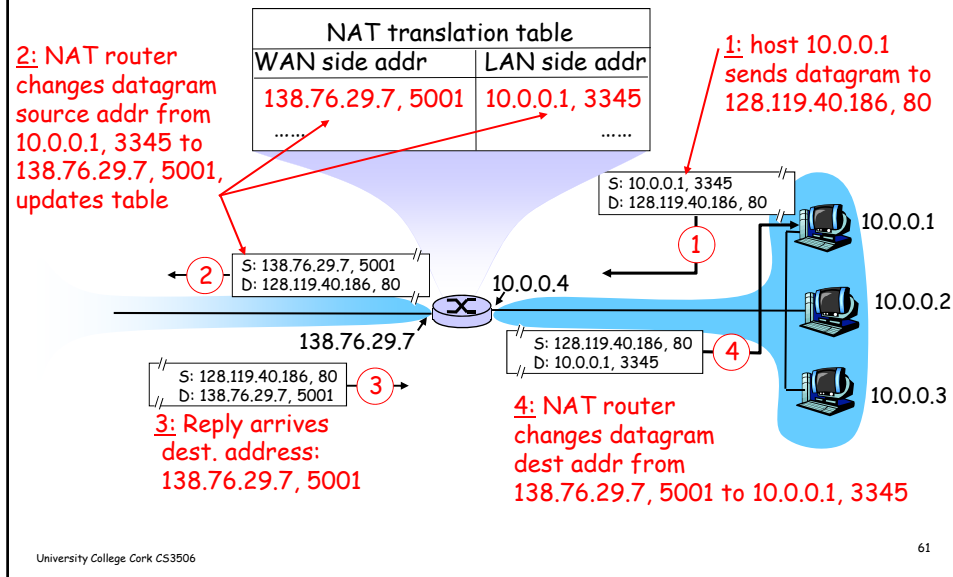 NAT translation table
WAN side addr LAN side addr
138.76.29.7, 5001 10.0.0.1, 3345
…… ……
2: NAT router
changes datagram
source addr from
10.0.0.1, 3345 to
138.76.29.7, 5001,
updates table
1: host 10.0.0.1
sends datagram to
128.119.40.186, 80
S: 10.0.0.1, 3345
D: 128.119.40.186, 80
1
10.0.0.1
S: 138.76.29.7, 5001
D: 128.119.40.186, 80
2
10.0.0.4
10.0.0.2
138.76.29.7
S: 128.119.40.186, 80
D: 10.0.0.1, 3345
4
S: 128.119.40.186, 80
D: 138.76.29.7, 5001
3
10.0.0.3
3: Reply arrives
dest. address:
138.76.29.7, 5001
4: NAT router
changes datagram
dest addr from
138.76.29.7, 5001 to 10.0.0.1, 3345
University College Cork CS3506
61